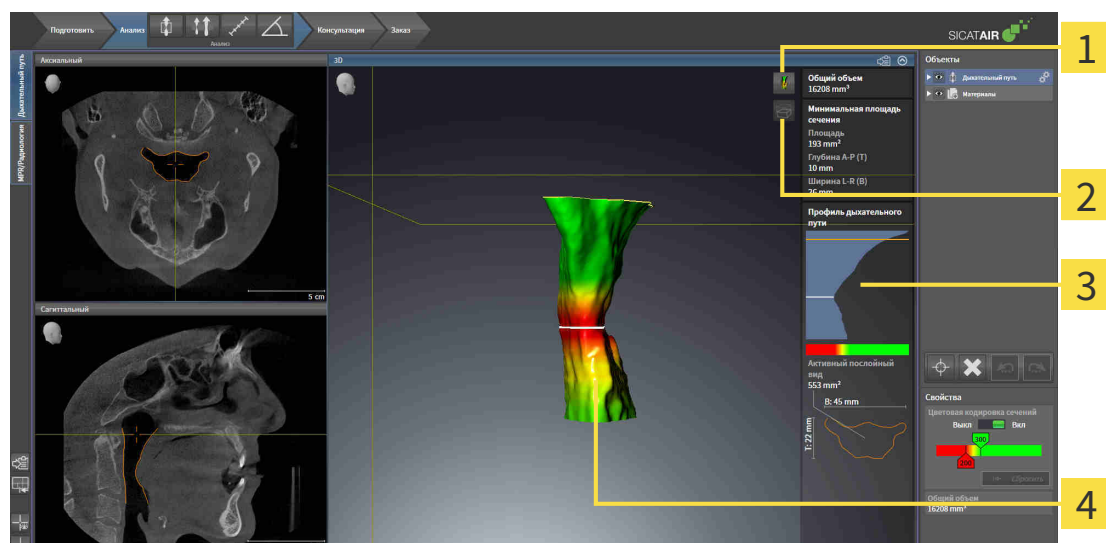 Подготовить
Анализ
Анализ
Консультация
Заказ
SICATAIR
1
2
3
4
Дыхательный путь
MPR/Радиология
Аксиальный
5 cm
Сагиттальный
3D
Общий объем
16208 mm³
Минимальная площадь
сечения
Площадь
193 mm²
Глубина A-P (T)
10 mm
Ширина L-R (B)
26 mm
Профиль дыхательного
пути
Активный послойный
вид
553 mm²
B: 45 mm
T: 22 mm
Объекты
Дыхательный путь
Материалы
Свойства
Цветовая кодировка сечений
Выкл
Вкл
300
200
Сбросить
Общий объем
16208 mm³